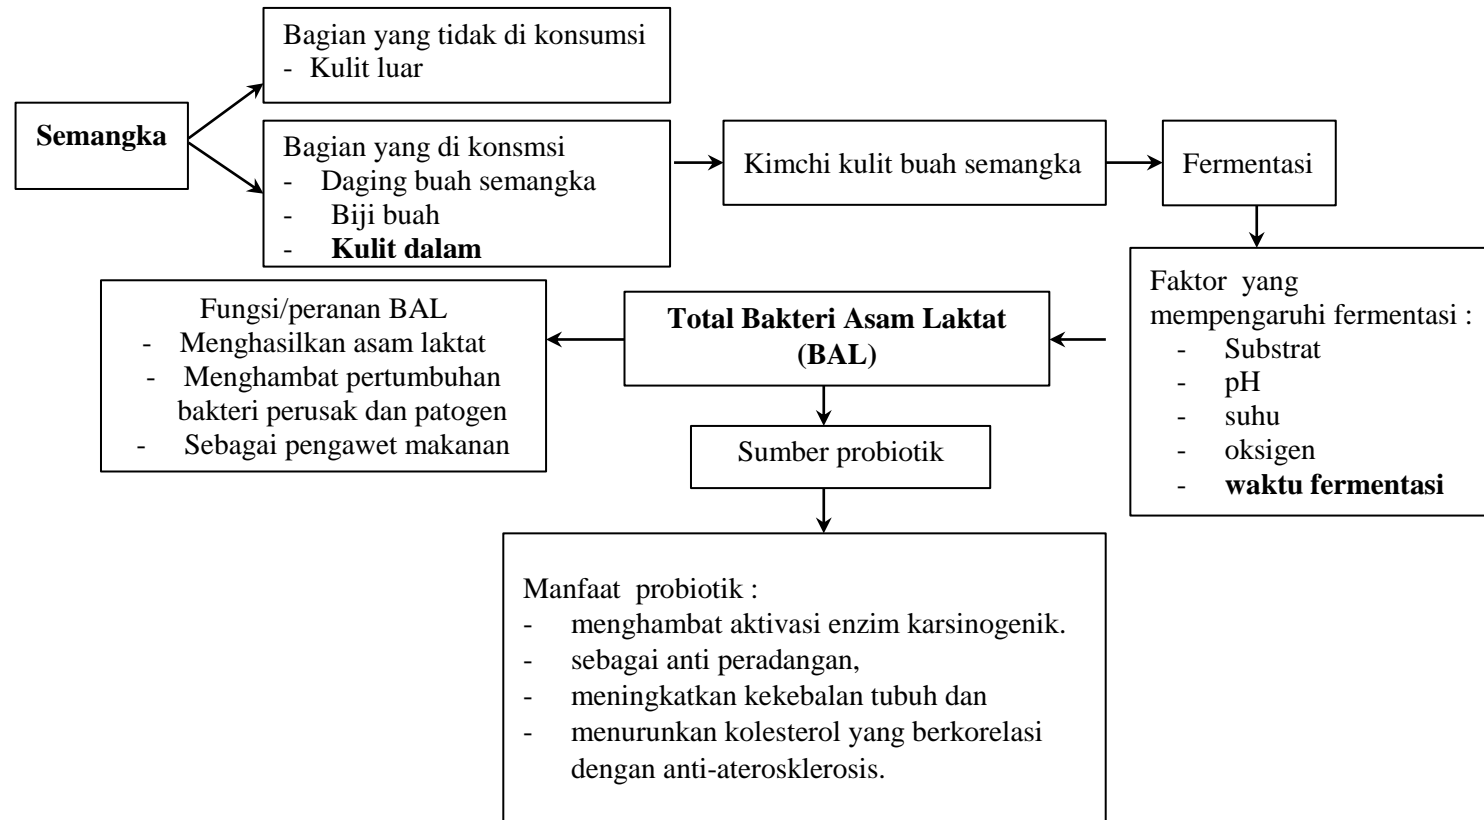 Bagian yang tidak di konsumsi
- Kulit luar
Semangka
Bagian yang di konsmsi
- Daging buah semangka
- Biji buah
- Kulit dalam
Kimchi kulit buah semangka
Fermentasi
Faktor yang
mempengaruhi fermentasi :
- Substrat
- pH
- suhu
- oksigen
- waktu fermentasi
Total Bakteri Asam Laktat
(BAL)
Fungsi/peranan BAL
- Menghasilkan asam laktat
- Menghambat pertumbuhan
bakteri perusak dan patogen
- Sebagai pengawet makanan
Sumber probiotik
Manfaat probiotik :
- menghambat aktivasi enzim karsinogenik.
- sebagai anti peradangan,
- meningkatkan kekebalan tubuh dan
- menurunkan kolesterol yang berkorelasi
dengan anti-aterosklerosis.